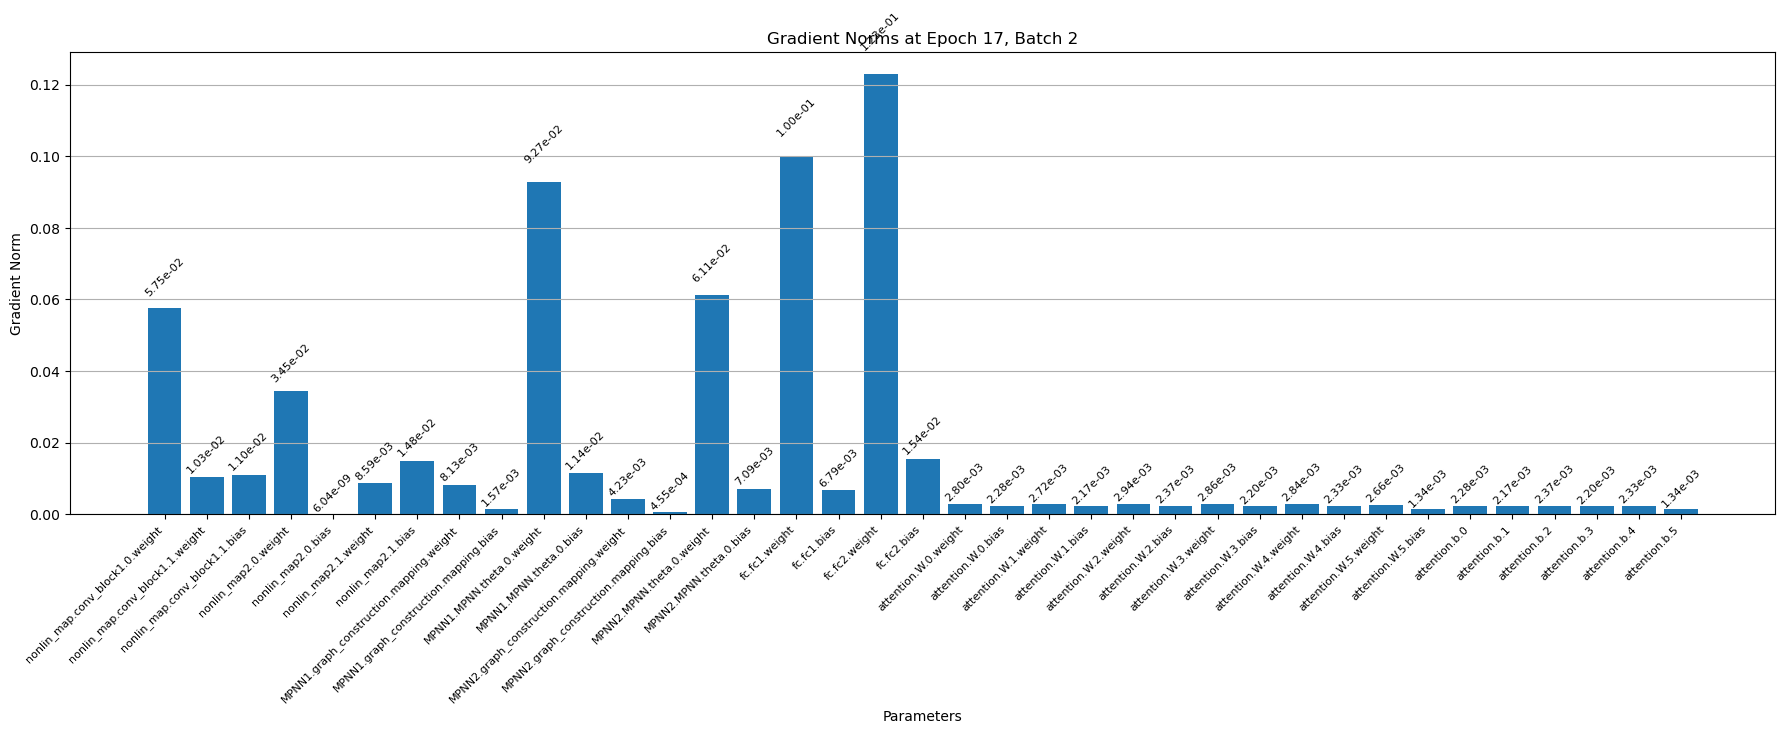 Gradient Norms at Epoch 17, Batch 2
Gradient Norm
0.12
0.10
0.08
0.06
0.04
0.02
0.00
5.75e-02
1.03e-02
1.10e-02
3.45e-02
6.04e-09
8.59e-03
1.48e-02
8.13e-03
1.57e-03
9.27e-02
1.14e-02
4.23e-03
4.55e-04
6.11e-02
7.09e-03
1.00e-01
6.79e-03
1.23e-01
1.54e-02
2.80e-03
2.28e-03
2.72e-03
2.17e-03
2.94e-03
2.37e-03
2.86e-03
2.20e-03
2.84e-03
2.33e-03
2.66e-03
1.34e-03
2.28e-03
2.17e-03
2.37e-03
2.20e-03
2.33e-03
1.34e-03
nonlin_map.conv_block1.0.weight
nonlin_map.conv_block1.1.weight
nonlin_map.conv_block1.1.bias
nonlin_map2.0.weight
nonlin_map2.0.bias
nonlin_map2.1.weight
nonlin_map2.1.bias
MPNN1.graph_construction.mapping.weight
MPNN1.graph_construction.mapping.bias
MPNN1.MPNN.theta.0.weight
MPNN1.MPNN.theta.0.bias
MPNN2.graph_construction.mapping.weight
MPNN2.graph_construction.mapping.bias
MPNN2.MPNN.theta.0.weight
MPNN2.MPNN.theta.0.bias
fc.fc1.weight
fc.fc1.bias
fc.fc2.weight
fc.fc2.bias
attention.W.0.weight
attention.W.0.bias
attention.W.1.weight
attention.W.1.bias
attention.W.2.weight
attention.W.2.bias
attention.W.3.weight
attention.W.3.bias
attention.W.4.weight
attention.W.4.bias
attention.W.5.weight
attention.W.5.bias
attention.b.0
attention.b.1
attention.b.2
attention.b.3
attention.b.4
attention.b.5
Parameters